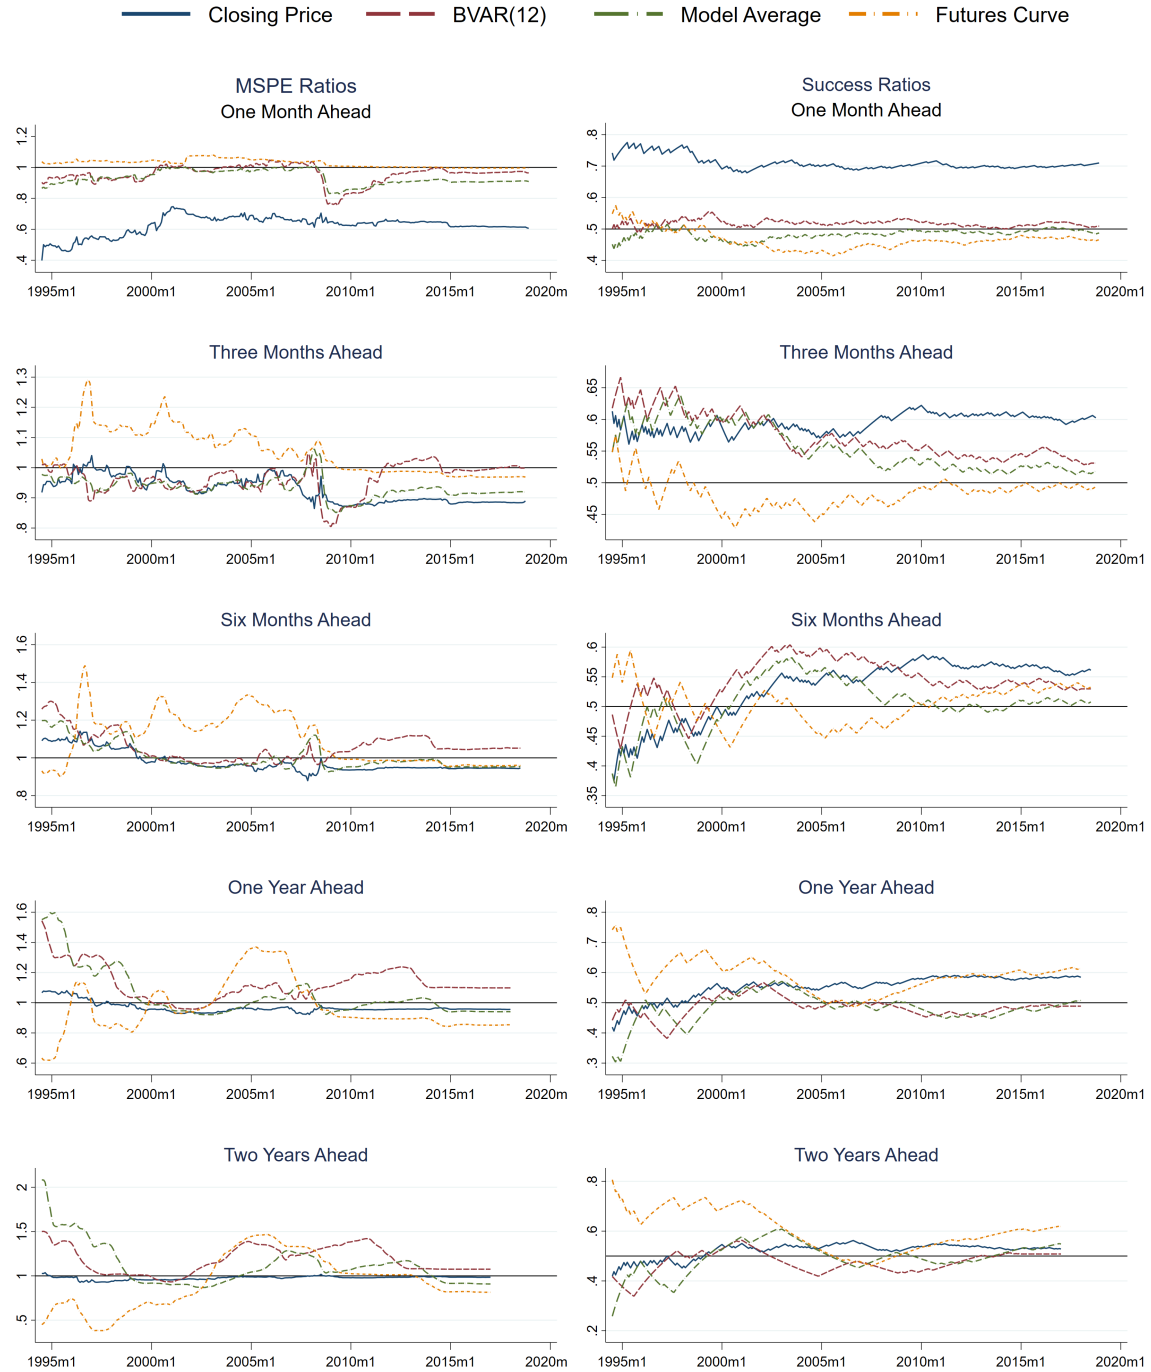 Closing Price BVAR(12) Model Average Futures Curve
MSPE Ratios
One Month Ahead
1.2
1
.8
.6
.4
1995m1 2000m1 2005m1 2010m1 2015m1 2020m
Success Ratios
One Month Ahead
.8
.7
.6
.5
.4
1995m1 2000m1 2005m1 2010m1 2015m1 2020m1
Three Months Ahead
1.3
1.2
1.1
1
.9
.8
1995m1 2000m1 2005m1 2010m1 2015m1 2020m
Three Months Ahead
.65
.6
.55
.5
.45
1995m1 2000m1 2005m1 2010m1 2015m1 2020m1
Six Months Ahead
1.6
1.4
1.2
1
.8
1995m1 2000m1 2005m1 2010m1 2015m1 2020m
Six Months Ahead
.6
.55
.5
.45
.4
.35
1995m1 2000m1 2005m1 2010m1 2015m1 2020m1
One Year Ahead
1.6
1.4
1.2
1
.8
.6
1995m1 2000m1 2005m1 2010m1 2015m1 2020m
One Year Ahead
.8
.7
.6
.5
.4
.3
1995m1 2000m1 2005m1 2010m1 2015m1 2020m1
Two Years Ahead
2
1.5
1
.5
1995m1 2000m1 2005m1 2010m1 2015m1 2020m
Two Years Ahead
.8
.6
.4
.2
1995m1 2000m1 2005m1 2010m1 2015m1 2020m1